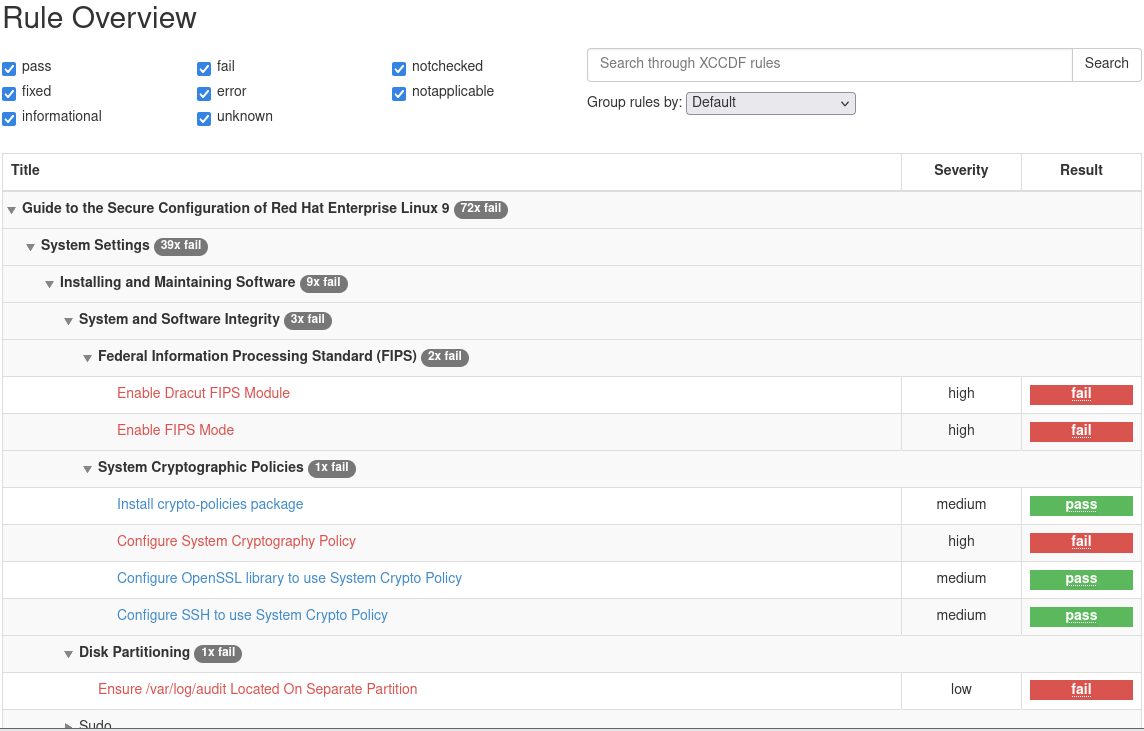 Rule Overview
pass fail notchecked
fixed error notapplicable
informational unknown
Search through XCCDF rules Search
Group rules by: Default
Title Severity Result
Guide to the Secure Configuration of Red Hat Enterprise Linux 9 72x fail
System Settings 39x fail
Installing and Maintaining Software 9x fail
System and Software Integrity 3x fail
Federal Information Processing Standard (FIPS) 2x fail
Enable Dracut FIPS Module high fail
Enable FIPS Mode high fail
System Cryptographic Policies 1x fail
Install crypto-policies package medium pass
Configure System Cryptography Policy high fail
Configure OpenSSL library to use System Crypto Policy medium pass
Configure SSH to use System Crypto Policy medium pass
Disk Partitioning 1x fail
Ensure /var/log/audit Located On Separate Partition low fail
Sudo